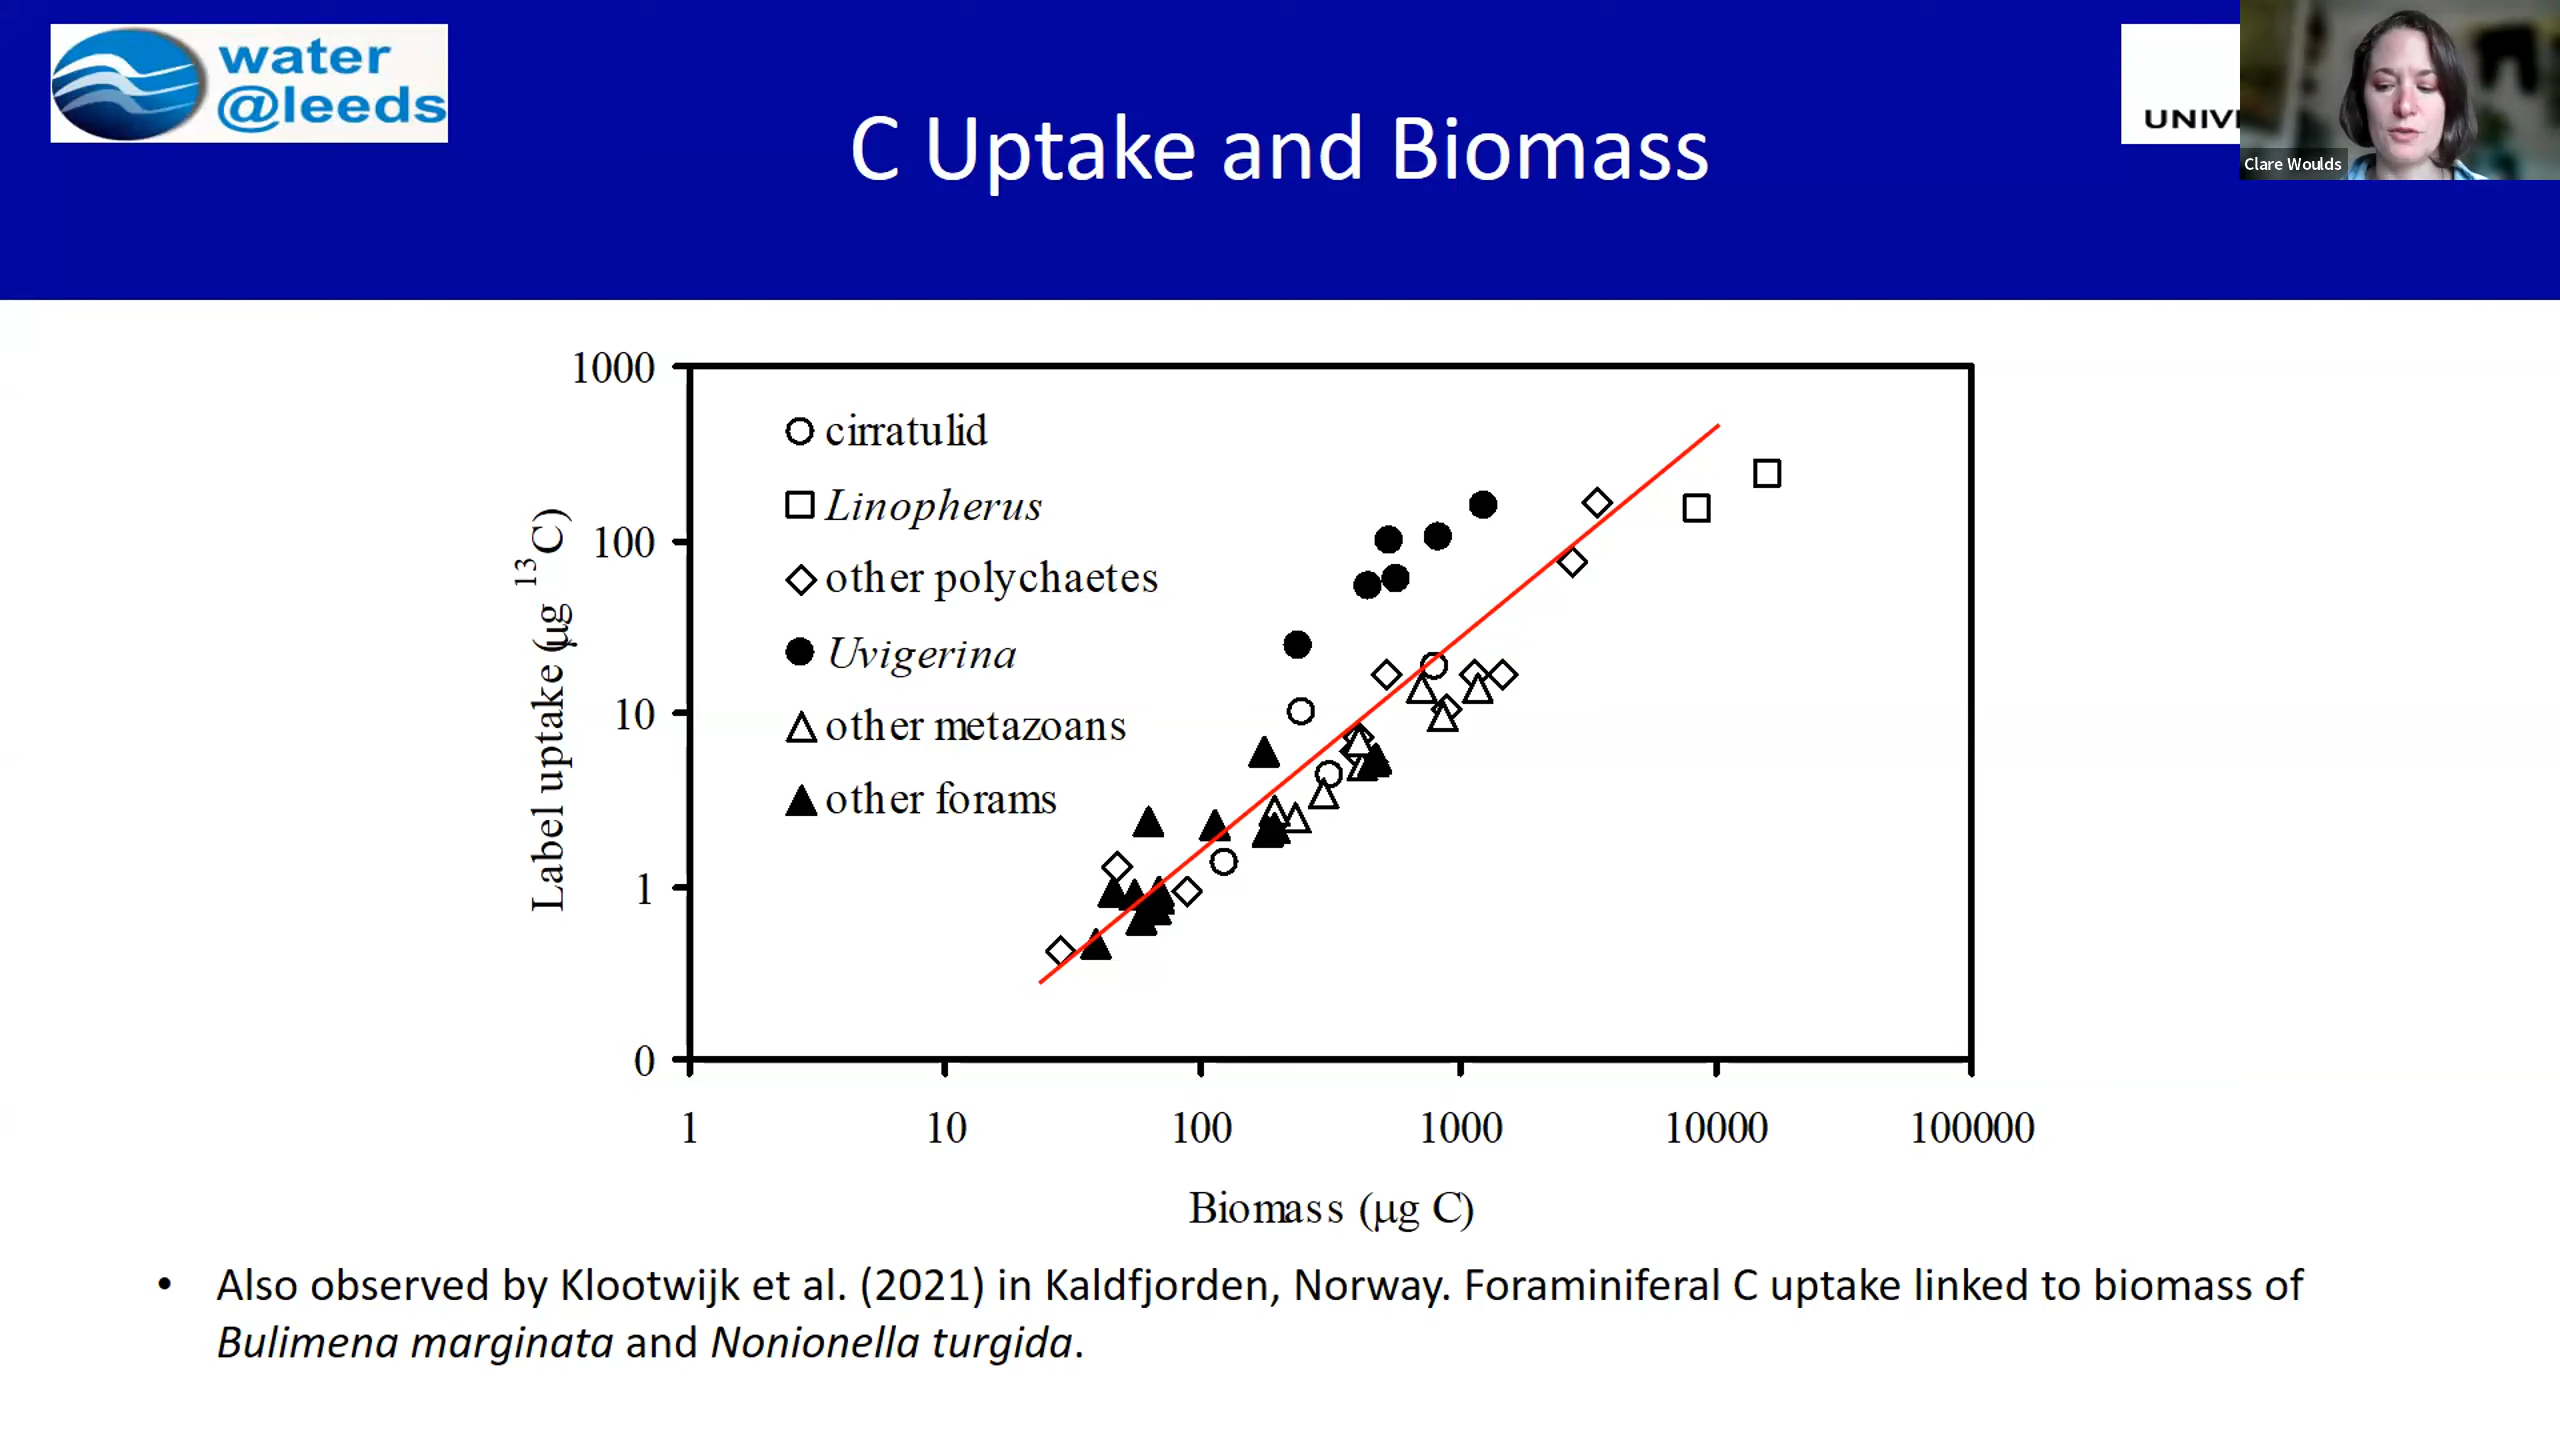 water
@leeds
C Uptake and Biomass
UNIV
Clare Woulds
1000
100
10
1
0
Label uptake (µg ¹³C)
cirratulid
Linopherus
other polychaetes
Uvigerina
other metazoans
other forams
1
10
100
1000
10000
100000
Biomass (µg C)
• Also observed by Klootwijk et al. (2021) in Kaldfjorden, Norway. Foraminiferal C uptake linked to biomass of
Bulimena marginata and Nonionella turgida.